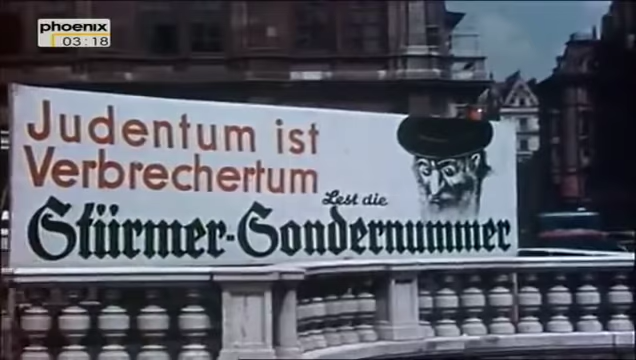 phoenix
03:18
Judentum ist
Verbrechertum
Lest die
Stürmer-Sondernummer